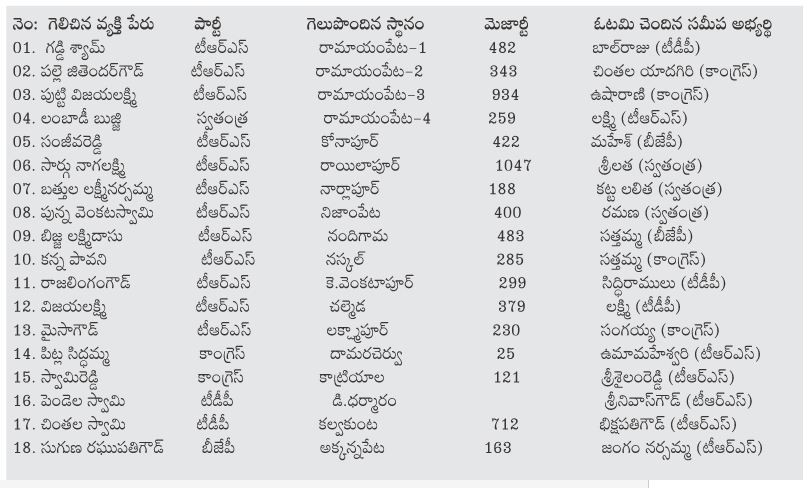 నెం: గెలిచిన వ్యక్తి పేరు పార్టీ గెలుపొందిన స్థానం మెజార్టీ ఓటమి చెందిన సమీప అభ్యర్థి
01. గడ్డి శ్యామ్ టీఆర్ఎస్ రామాయంపేట-1 482 బాల్‌రాజు (టీడీపీ)
02. పల్లె జితెందర్‌గౌడ్ టీఆర్ఎస్ రామాయంపేట-2 343 చింతల యాదగిరి (కాంగ్రెస్)
03. పుట్టి విజయలక్ష్మి టీఆర్ఎస్ రామాయంపేట-3 934 ఉషారాణి (కాంగ్రెస్)
04. లంబాడీ బుజ్జి స్వతంత్ర రామాయంపేట-4 259 లక్ష్మి (టీఆర్ఎస్)
05. సంజీవరెడ్డి టీఆర్ఎస్ కోనాపూర్ 422 మహేశ్ (బీజేపీ)
06. సార్గు నాగలక్ష్మి టీఆర్ఎస్ రాయిలాపూర్ 1047 శ్రీలత (స్వతంత్ర)
07. బత్తుల లక్ష్మీనర్సమ్మ టీఆర్ఎస్ నార్లాపూర్ 188 కట్ట లలిత (స్వతంత్ర)
08. పున్న వెంకటస్వామి టీఆర్ఎస్ నిజాంపేట 400 రమణ (స్వతంత్ర)
09. బిజ్జ లక్ష్మిదాసు టీఆర్ఎస్ నందిగామ 483 సత్తమ్మ (బీజేపీ)
10. కన్న పావని టీఆర్ఎస్ నస్కల్ 285 సత్తమ్మ (కాంగ్రెస్)
11. రాజలింగంగౌడ్ టీఆర్ఎస్ కె.వెంకటాపూర్ 299 సిద్ధిరాములు (టీడీపీ)
12. విజయలక్ష్మి టీఆర్ఎస్ చల్మెడ 379 లక్ష్మి (టీడీపీ)
13. మైసాగౌడ్ టీఆర్ఎస్ లక్ష్మాపూర్ 230 సంగయ్య (కాంగ్రెస్)
14. పిట్ల సిద్ధమ్మ కాంగ్రెస్ దామరచెర్వు 25 ఉమామహేశ్వరి (టీఆర్ఎస్)
15. స్వామిరెడ్డి కాంగ్రెస్ కాట్రియాల 121 శ్రీశైలంరెడ్డి (టీఆర్ఎస్)
16. పెండెల స్వామి టీడీపీ డి.ధర్మారం శ్రీనివాస్‌గౌడ్ (టీఆర్ఎస్)
17. చింతల స్వామి టీడీపీ కల్వకుంట 712 భిక్షపతిగౌడ్ (టీఆర్ఎస్)
18. సుగుణ రఘుపతిగౌడ్ బీజేపీ అక్కన్నపేట 163 జంగం నర్సమ్మ (టీఆర్ఎస్)